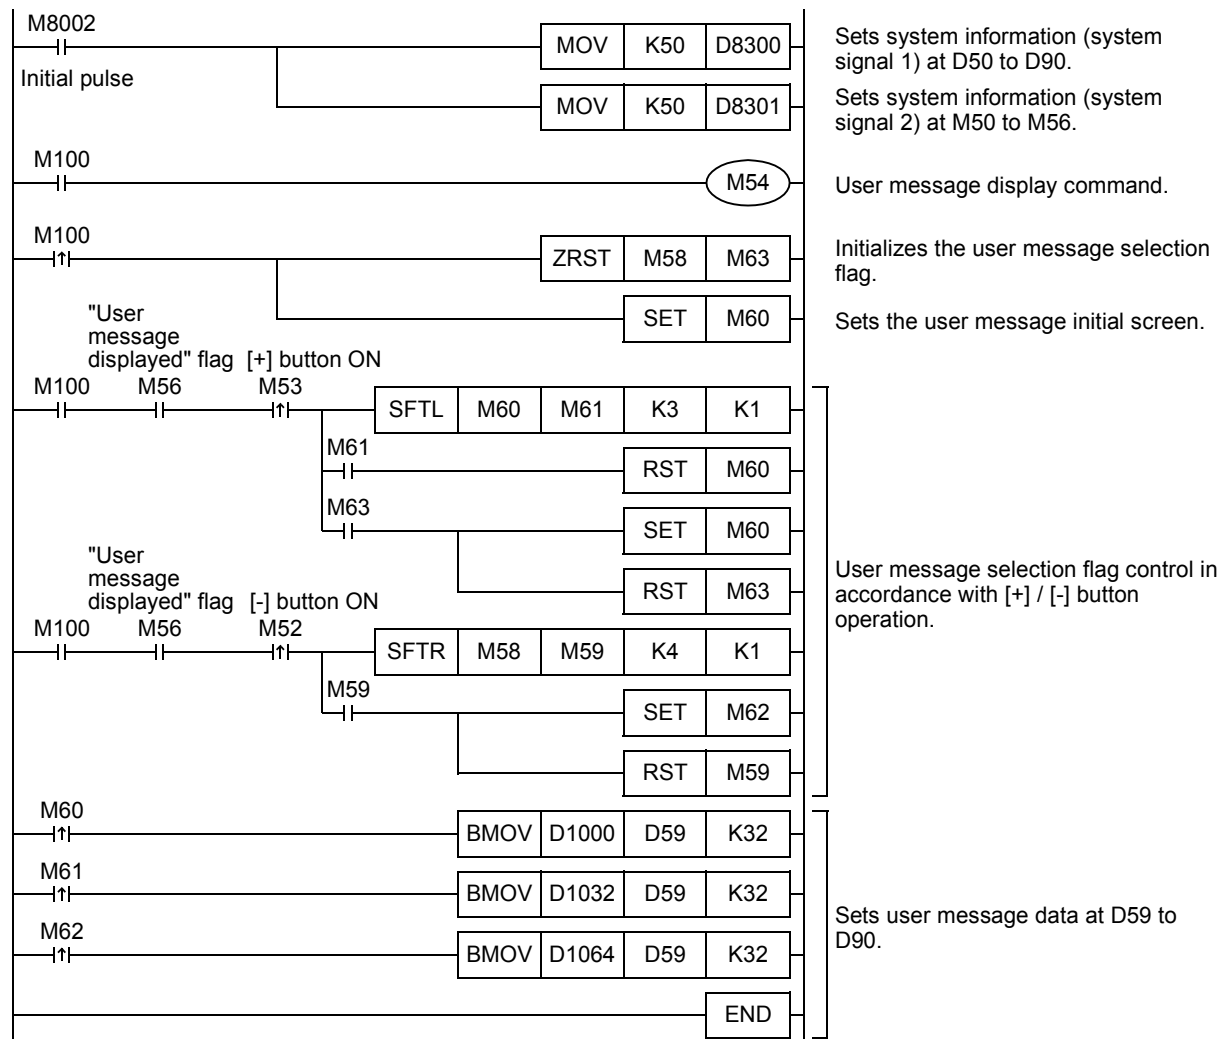 M8002
MOV K50 D8300
Sets system information (system
signal 1) at D50 to D90.
Initial pulse
MOV K50 D8301
Sets system information (system
signal 2) at M50 to M56.
M100
M54
User message display command.
M100
ZRST M58 M63
Initializes the user message selection
flag.
SET M60
Sets the user message initial screen.
"User
message
displayed" flag [+] button ON
M100 M56 M53
SFTL M60 M61 K3 K1
M61
RST M60
M63
SET M60
RST M63
"User
message
displayed" flag [-] button ON
M100 M56 M52
SFTR M58 M59 K4 K1
M59
SET M62
RST M59
User message selection flag control in
accordance with [+] / [-] button
operation.
M60
BMOV D1000 D59 K32
M61
BMOV D1032 D59 K32
M62
BMOV D1064 D59 K32
Sets user message data at D59 to
D90.
END